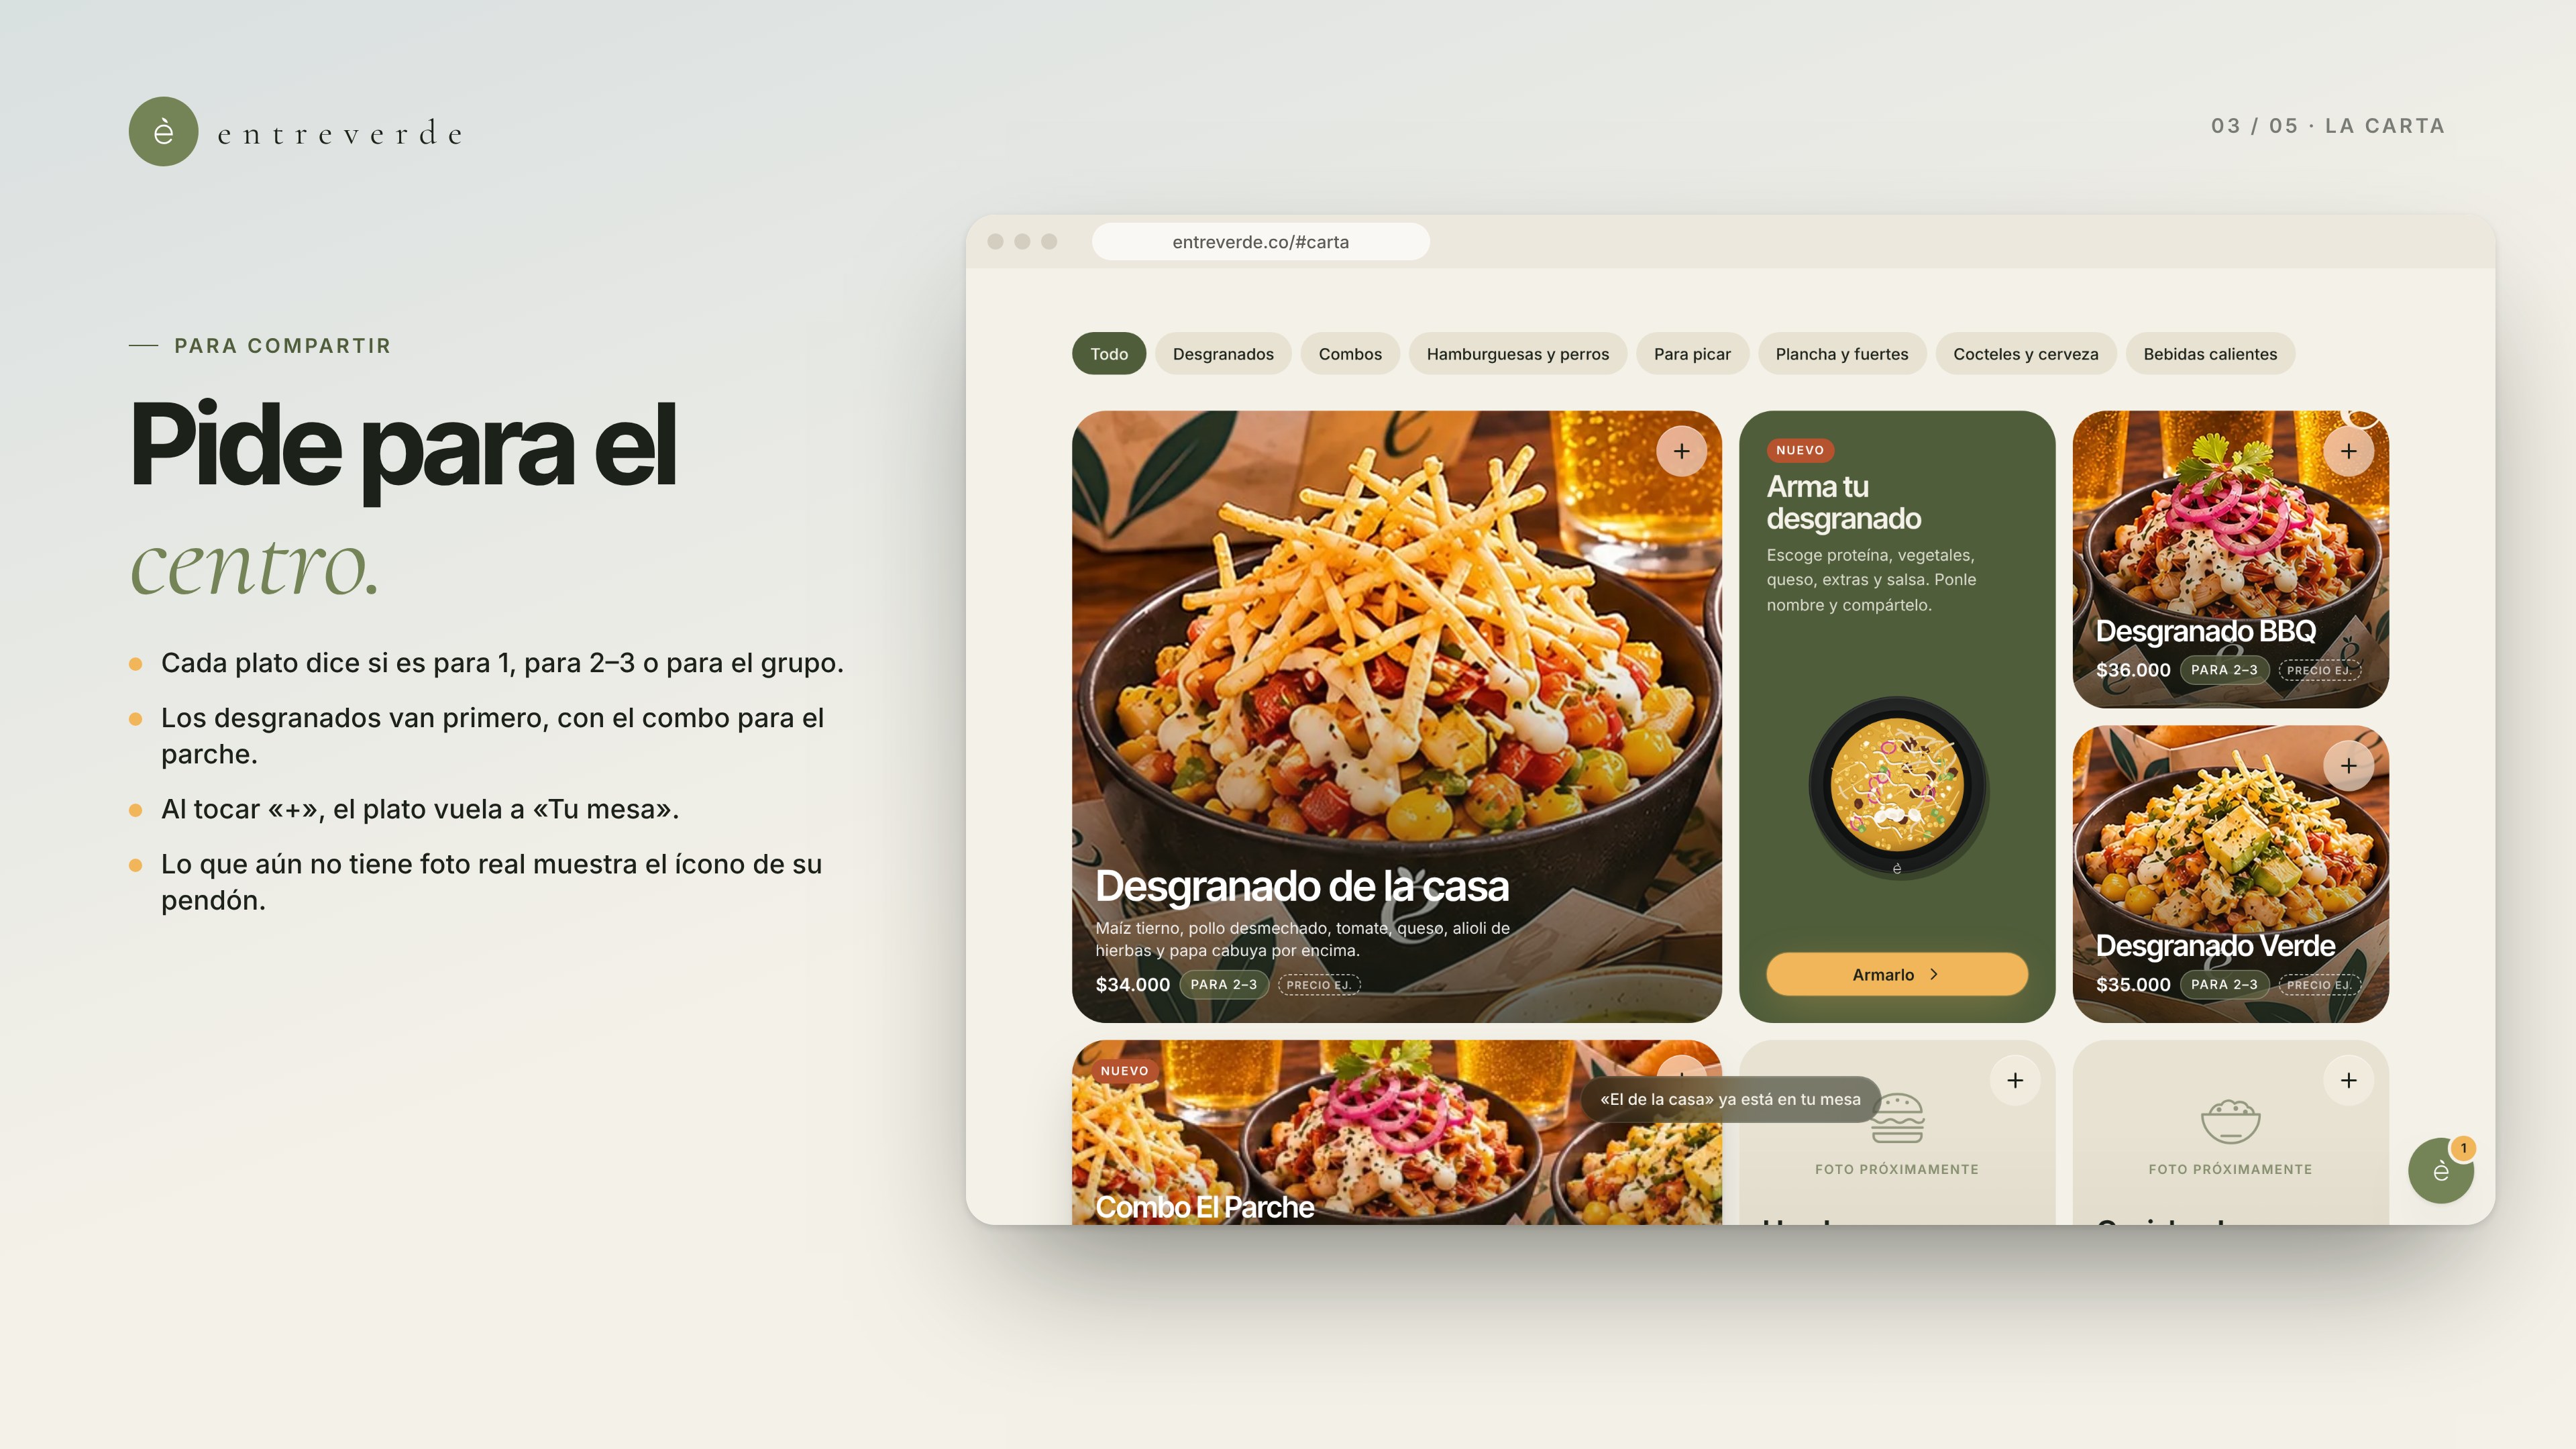 è entreverde
03 / 05 · LA CARTA
PARA COMPARTIR
Pide para el
centro.
Cada plato dice si es para 1, para 2–3 o para el grupo.
Los desgranados van primero, con el combo para el
parche.
Al tocar «+», el plato vuela a «Tu mesa».
Lo que aún no tiene foto real muestra el ícono de su
pendón.
entreverde.co/#carta
Todo
Desgranados
Combos
Hamburguesas y perros
Para picar
Plancha y fuertes
Cocteles y cerveza
Bebidas calientes
+
Desgranado de la casa
Maíz tierno, pollo desmechado, tomate, queso, alioli de
hierbas y papa cabuya por encima.
$34.000 PARA 2–3 PRECIO EJ.
NUEVO
Arma tu
desgranado
Escoge proteína, vegetales,
queso, extras y salsa. Ponle
nombre y compártelo.
è
Armarlo
+
Desgranado BBQ
$36.000 PARA 2–3 PRECIO EJ.
+
Desgranado Verde
$35.000 PARA 2–3 PRECIO EJ.
NUEVO
Combo El Parche
«El de la casa» ya está en tu mesa
+
FOTO PRÓXIMAMENTE
+
FOTO PRÓXIMAMENTE
è
1